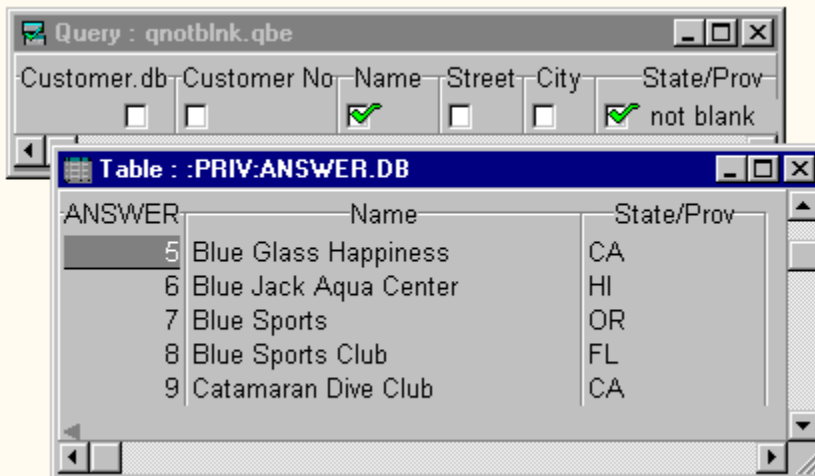 Query : qnotblnk.qbe
Customer.db Customer No Name Street City State/Prov
not blank
Table : :PRIV:ANSWER.DB
ANSWER Name State/Prov
5 Blue Glass Happiness CA
6 Blue Jack Aqua Center HI
7 Blue Sports OR
8 Blue Sports Club FL
9 Catamaran Dive Club CA